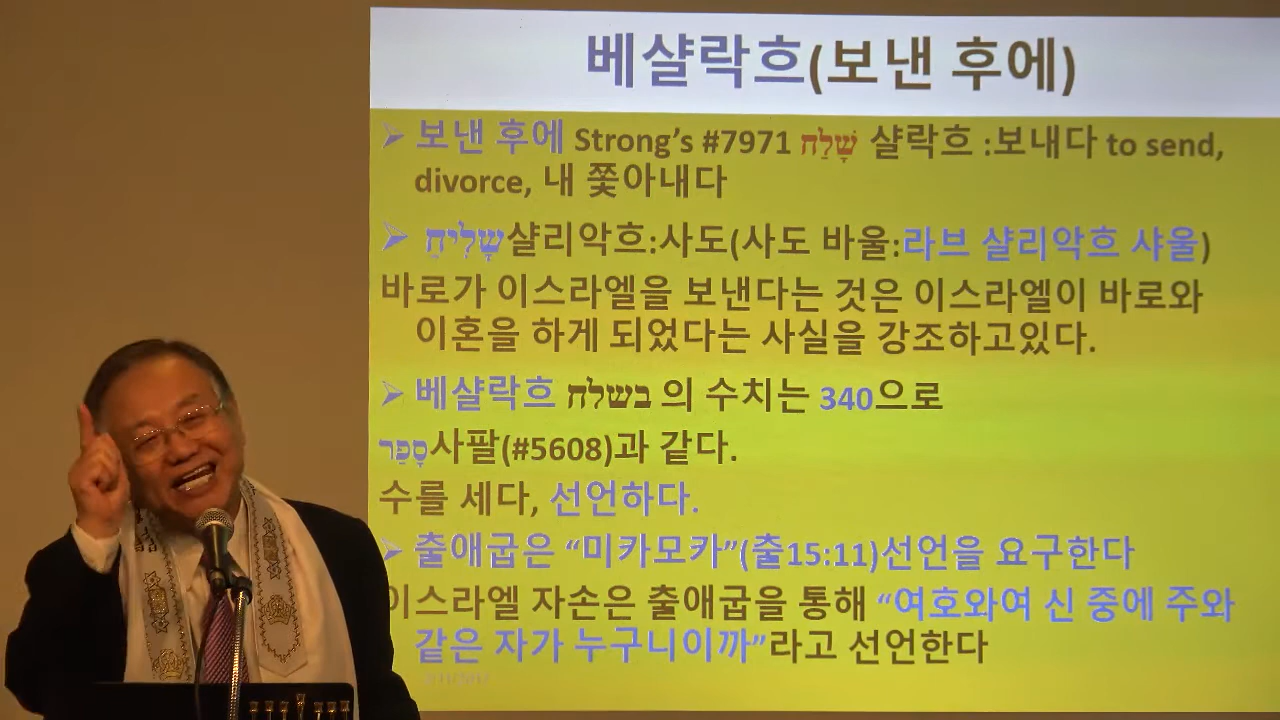 베샬락흐(보낸 후에)
➢ 보낸 후에 Strong’s #7971 שָׁלַח 샬락흐 :보내다 to send,
divorce, 내 쫓아내다
➢ שָׁלִיחַ샬리악흐:사도(사도 바울:라브 샬리악흐 샤울)
바로가 이스라엘을 보낸다는 것은 이스라엘이 바로와
이혼을 하게 되었다는 사실을 강조하고있다.
➢ 베샬락흐 בשלח 의 수치는 340으로
סָפַר사팔(#5608)과 같다.
수를 세다, 선언하다.
➢ 출애굽은 “미카모카”(출15:11)선언을 요구한다
이스라엘 자손은 출애굽을 통해 “여호와여 신 중에 주와
같은 자가 누구니이까”라고 선언한다